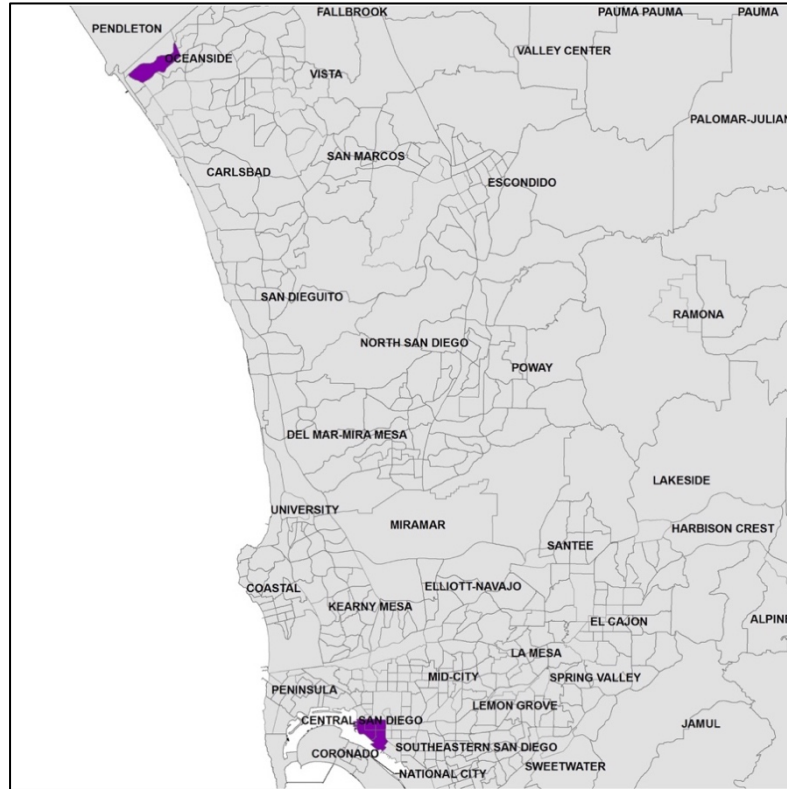 FALLBROOK
PAUMA PAUMA
PAUMA
PENDLETON
VALLEY CENTER
OCEANSIDE
VISTA
PALOMAR-JULIAN
SAN MARCOS
CARLSBAD
ESCONDIDO
SAN DIEGUITO
RAMONA
NORTH SAN DIEGO
POWAY
DEL MAR-MIRA MESA
LAKESIDE
UNIVERSITY
MIRAMAR
HARBISON CREST
SANTEE
COASTAL
ELLIOTT-NAVAJO
KEARNY MESA
EL CAJON
ALPINE
LA MESA
MID-CITY
SPRING VALLEY
PENINSULA
LEMON GROVE
CENTRAL SAN DIEGO
JAMUL
CORONADO
SOUTHEASTERN SAN DIEGO
SWEETWATER
NATIONAL CITY